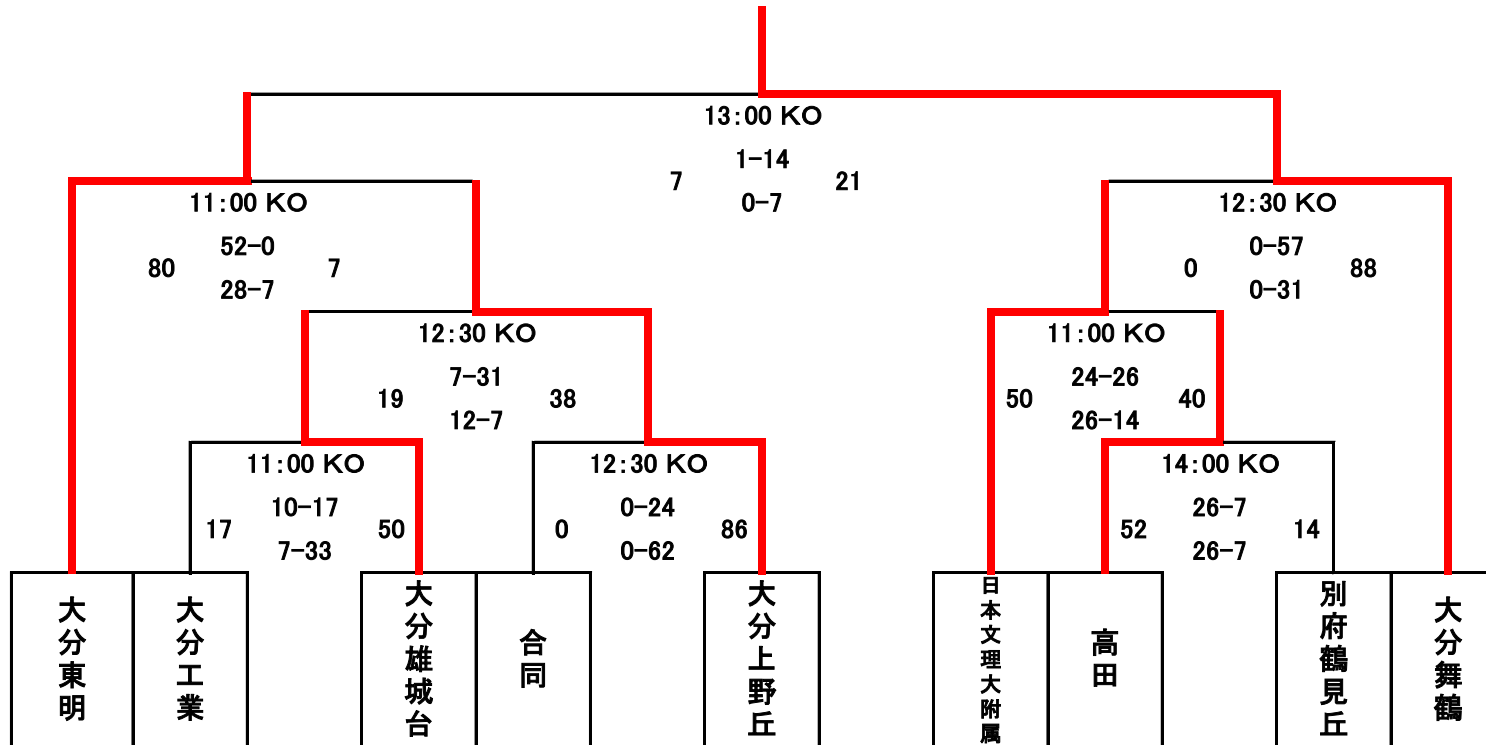 13:00 KO
1-14
7
21
0-7
11:00 KO
52-0
80
7
28-7
12:30 KO
0-57
0
88
0-31
12:30 KO
7-31
19
38
12-7
11:00 KO
24-26
50
40
26-14
11:00 KO
10-17
17
50
7-33
12:30 KO
0-24
0
86
0-62
14:00 KO
26-7
52
14
26-7
大分東明
大分工業
大分雄城台
合同
大分上野丘
日本文理大附属
高田
別府鶴見丘
大分舞鶴